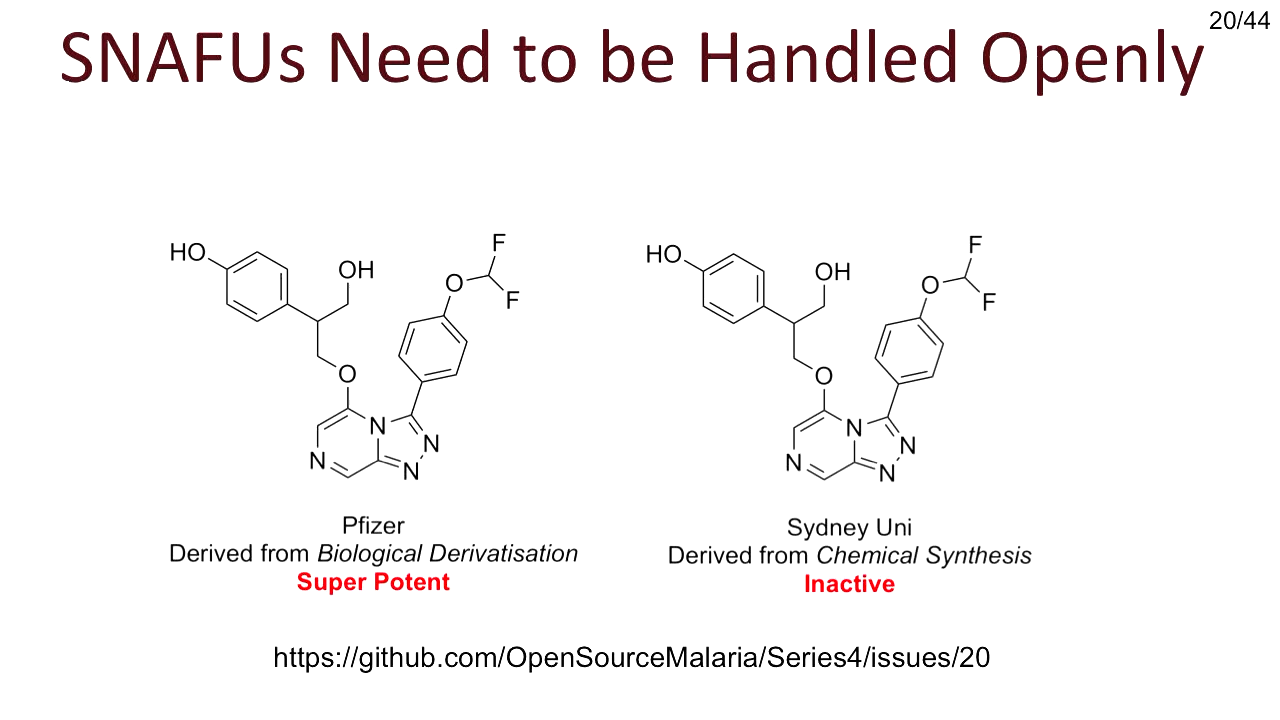 20/44
SNAFUs Need to be Handled Openly
HO
OH
O
F
F
O
N
N
N
N
HO
OH
O
F
F
O
N
N
N
N
Pfizer
Derived from Biological Derivatisation
Super Potent
Sydney Uni
Derived from Chemical Synthesis
Inactive
https://github.com/OpenSourceMalaria/Series4/issues/20